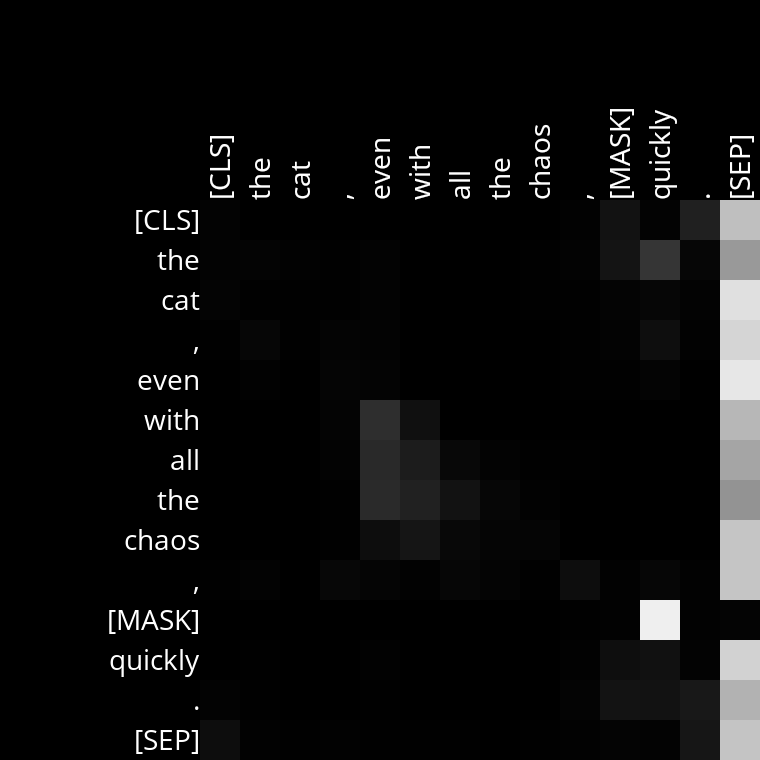 [CLS] the cat , even with all the chaos , [MASK] quickly . [SEP]
[CLS]
the
cat
,
even
with
all
the
chaos
,
[MASK]
quickly
.
[SEP]